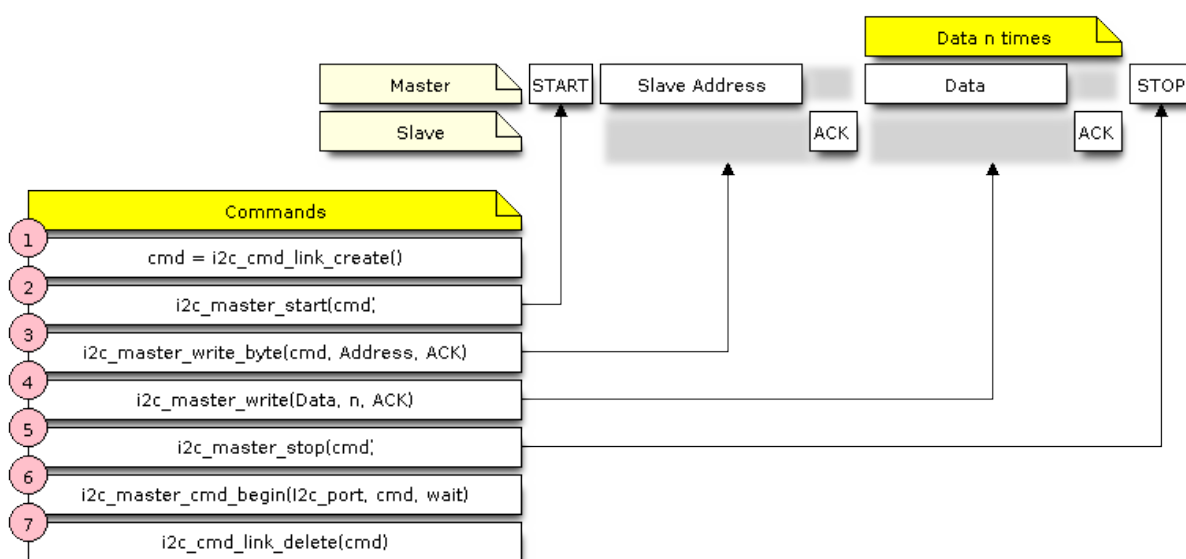 Data n times
Master START Slave Address Data STOP
Slave ACK ACK
Commands
1
cmd = i2c_cmd_link_create()
2
i2c_master_start(cmd;
3
i2c_master_write_byte(cmd, Address, ACK)
4
i2c_master_write(Data, n, ACK)
5
i2c_master_stop(cmd;
6
i2c_master_cmd_begin(I2c_port, cmd, wait)
7
i2c_cmd_link_delete(cmd)